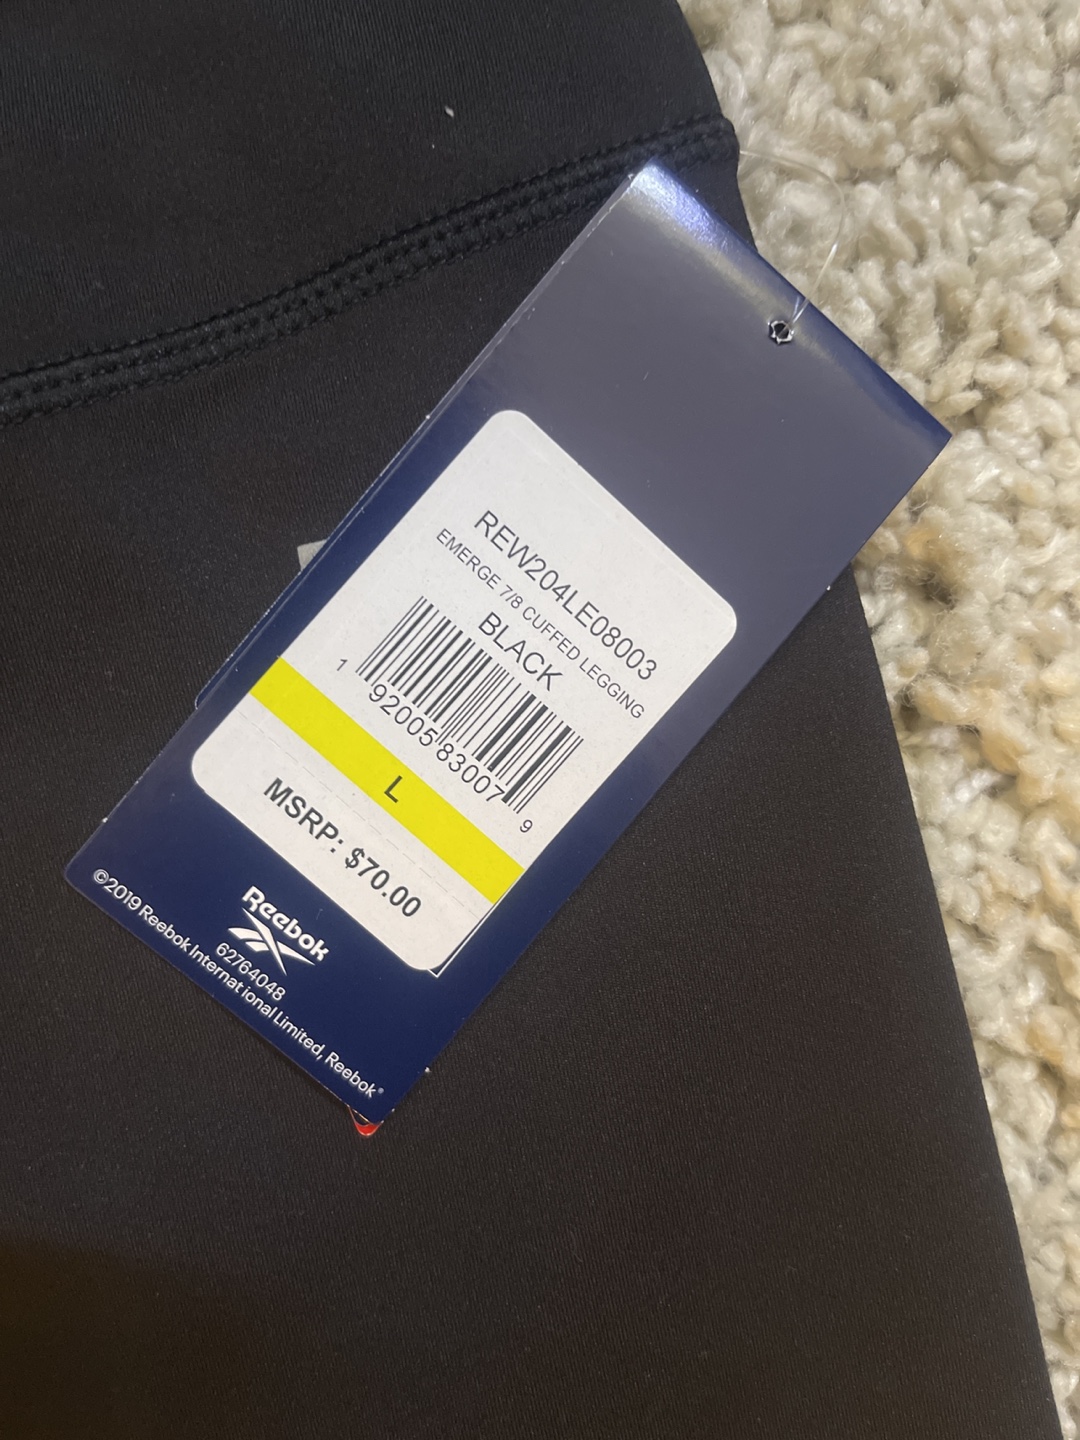 REW204LE08003
EMERGE 7/8 CUFFED LEGGING
BLACK
1 92005 83007 9
L
MSRP: $70.00
Reebok
62764048
©2019 Reebok International Limited, Reebok®